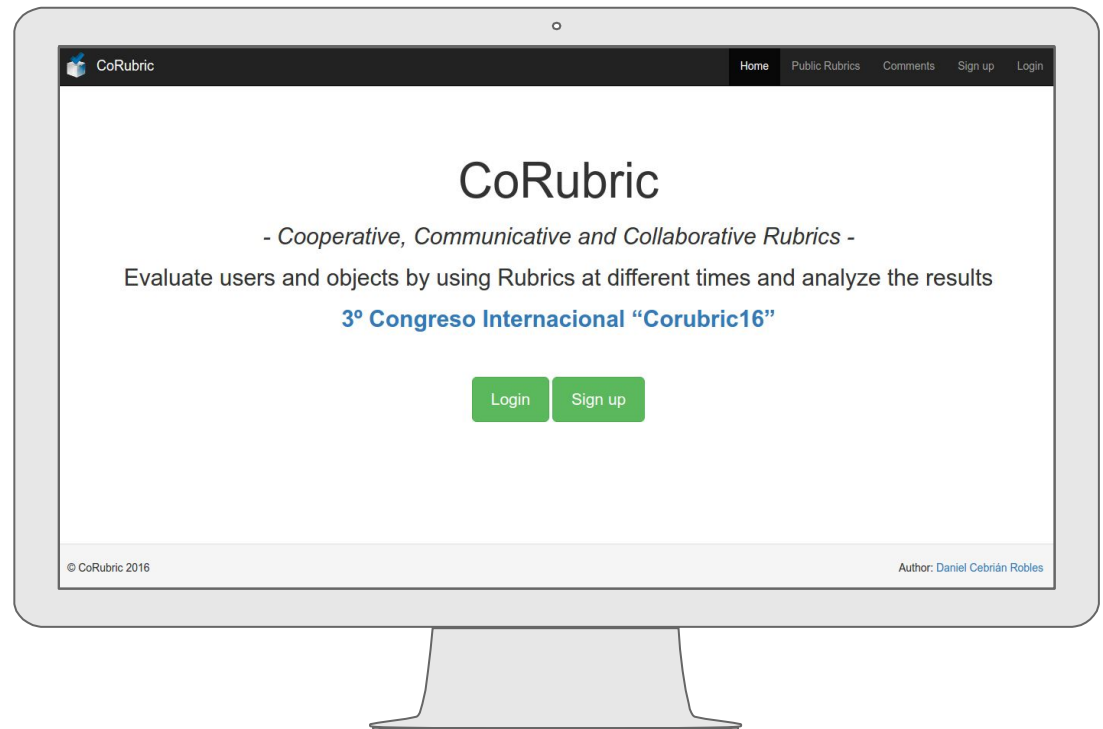 CoRubric
Home Public Rubrics Comments Sign up Login
CoRubric
- Cooperative, Communicative and Collaborative Rubrics -
Evaluate users and objects by using Rubrics at different times and analyze the results
3º Congreso Internacional “Corubric16”
Login Sign up
© CoRubric 2016
Author: Daniel Cebrián Robles